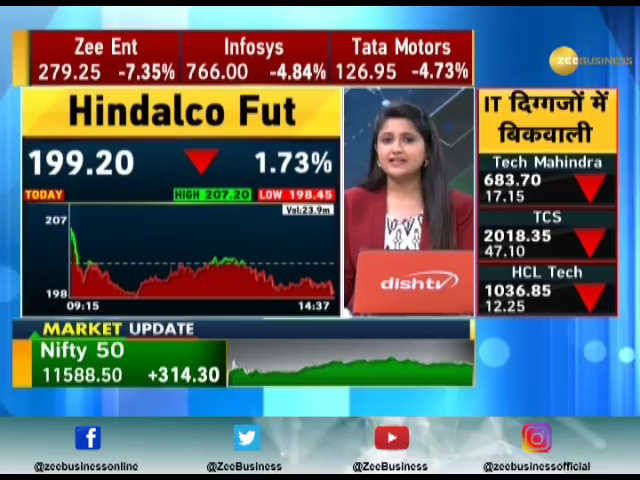 Zee Ent
279.25 -7.35%
Infosys
766.00 -4.84%
Tata Motors
126.95 -4.73%
ZEEBUSINESS
Hindalco Fut
199.20 1.73%
TODAY HIGH 207.20 LOW 198.45
Vol:23.9m
207
198
09:15 14:37
dishtv
IT दिग्गजों में
बिकवाली
Tech Mahindra
683.70
17.15
TCS
2018.35
47.10
HCL Tech
1036.85
12.25
MARKET UPDATE
Nifty 50
11588.50 +314.30
@zeebusinessonline
@ZeeBusiness
@ZeeBusiness
@zeebusinessofficial